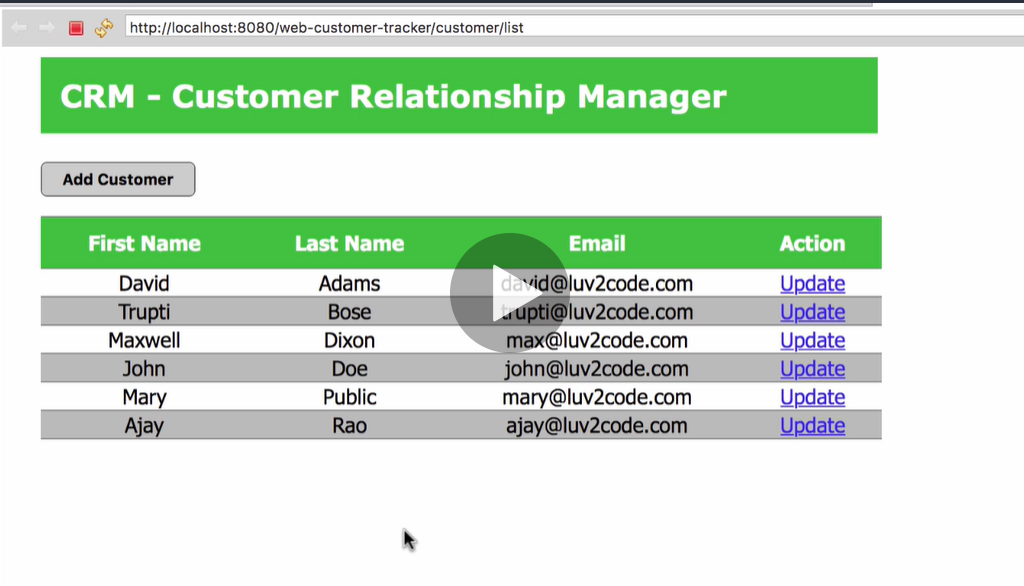 http://localhost:8080/web-customer-tracker/customer/list
CRM - Customer Relationship Manager
Add Customer
First Name Last Name Email Action
David Adams david@luv2code.com Update
Trupti Bose trupti@luv2code.com Update
Maxwell Dixon max@luv2code.com Update
John Doe john@luv2code.com Update
Mary Public mary@luv2code.com Update
Ajay Rao ajay@luv2code.com Update